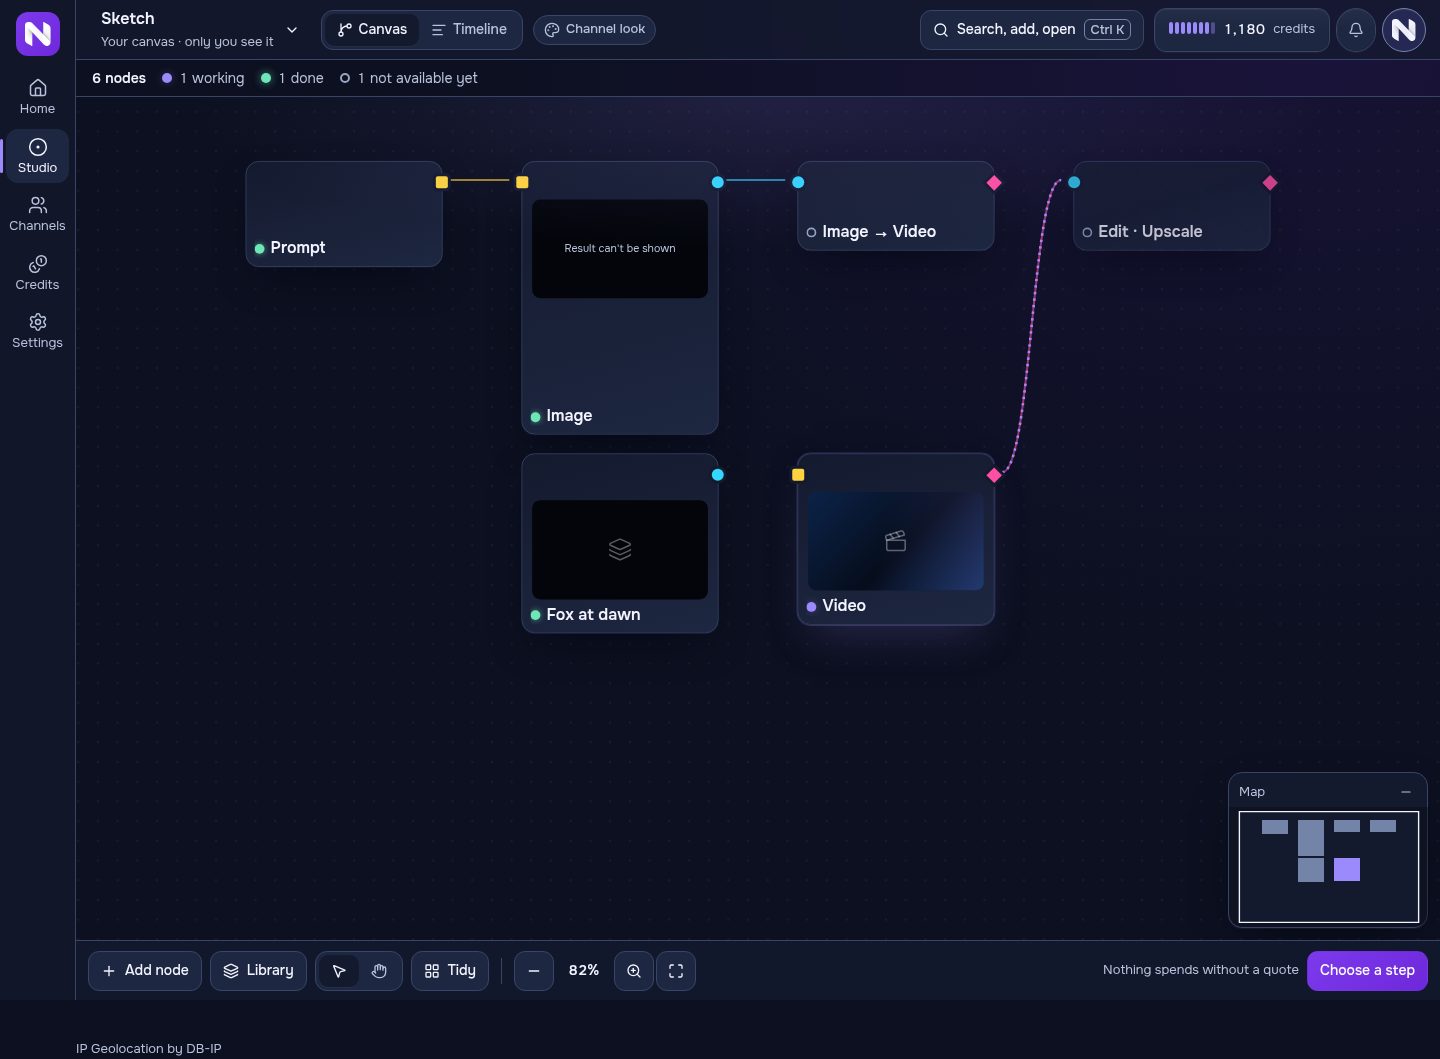 Sketch
Your canvas · only you see it
Canvas
Timeline
Channel look
Search, add, open
Ctrl K
1,180 credits
Home
Studio
Channels
Credits
Settings
6 nodes
1 working
1 done
1 not available yet
Prompt
Result can't be shown
Image
Image → Video
Edit · Upscale
Fox at dawn
Video
Map
Add node
Library
Tidy
82%
Nothing spends without a quote
Choose a step
IP Geolocation by DB-IP